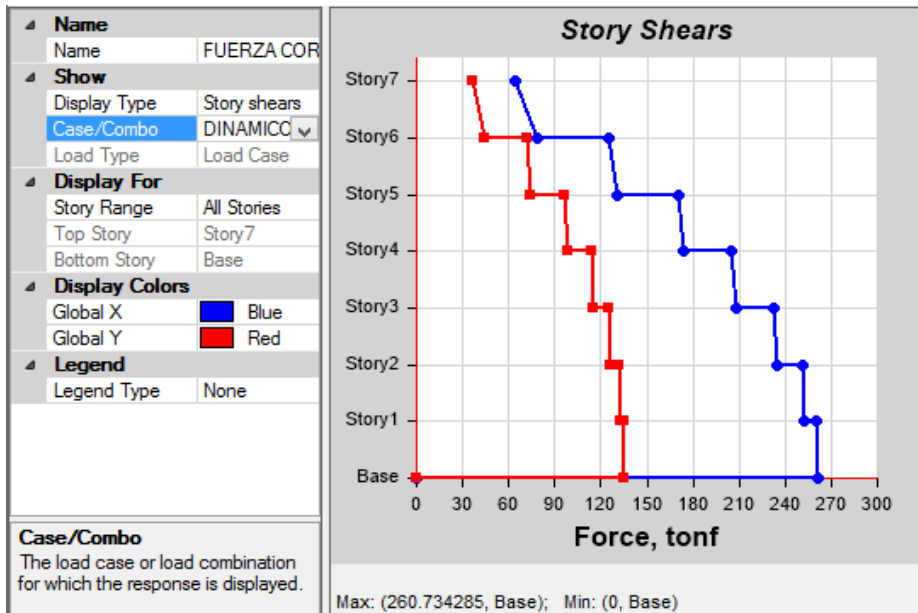 Name
Name FUERZA COR
Show
Display Type Story shears
Case/Combo DINAMICO
Load Type Load Case
Display For
Story Range All Stories
Top Story Story7
Bottom Story Base
Display Colors
Global X Blue
Global Y Red
Legend
Legend Type None
Case/Combo
The load case or load combination
for which the response is displayed.
Story Shears
Story7
Story6
Story5
Story4
Story3
Story2
Story1
Base
0 30 60 90 120 150 180 210 240 270 300
Force, tonf
Max: (260.734285, Base); Min: (0, Base)